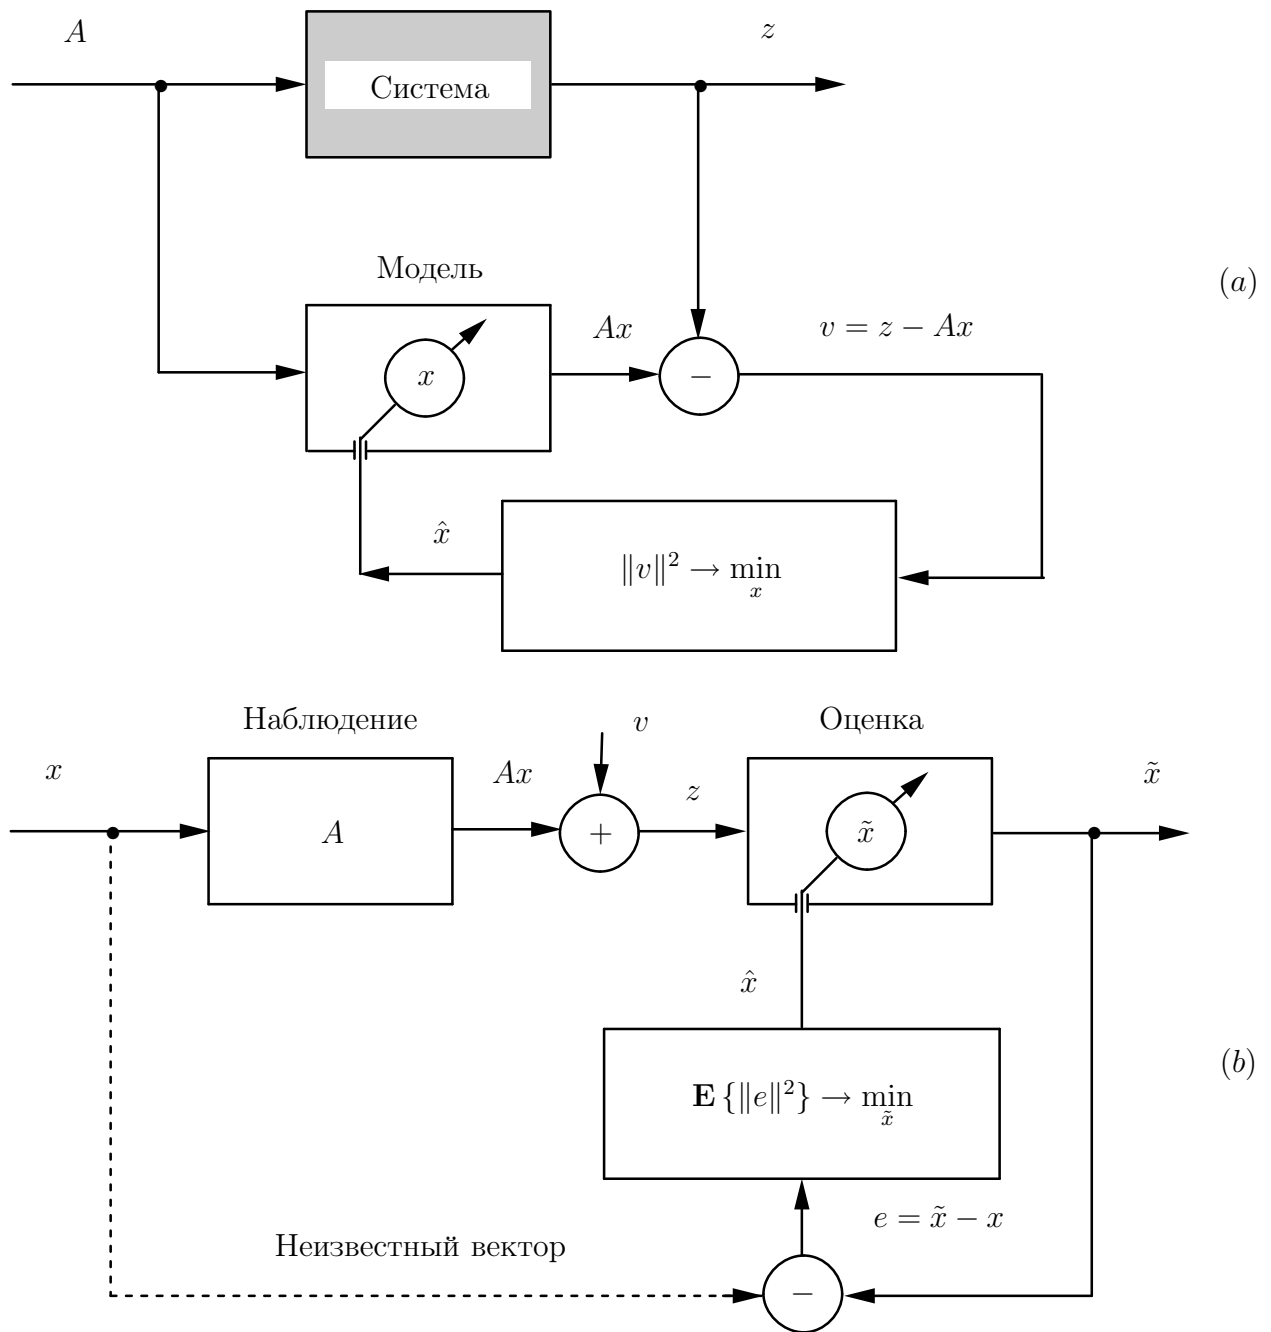 A
z
Система
Модель
(a)
Ax
v = z − Ax
x
−
x̂
‖v‖² → min
x
Наблюдение
v
Оценка
x
Ax
z
x̃
A
+
x̃
x̂
(b)
E {‖e‖²} → min
x̃
e = x̃ − x
Неизвестный вектор
−